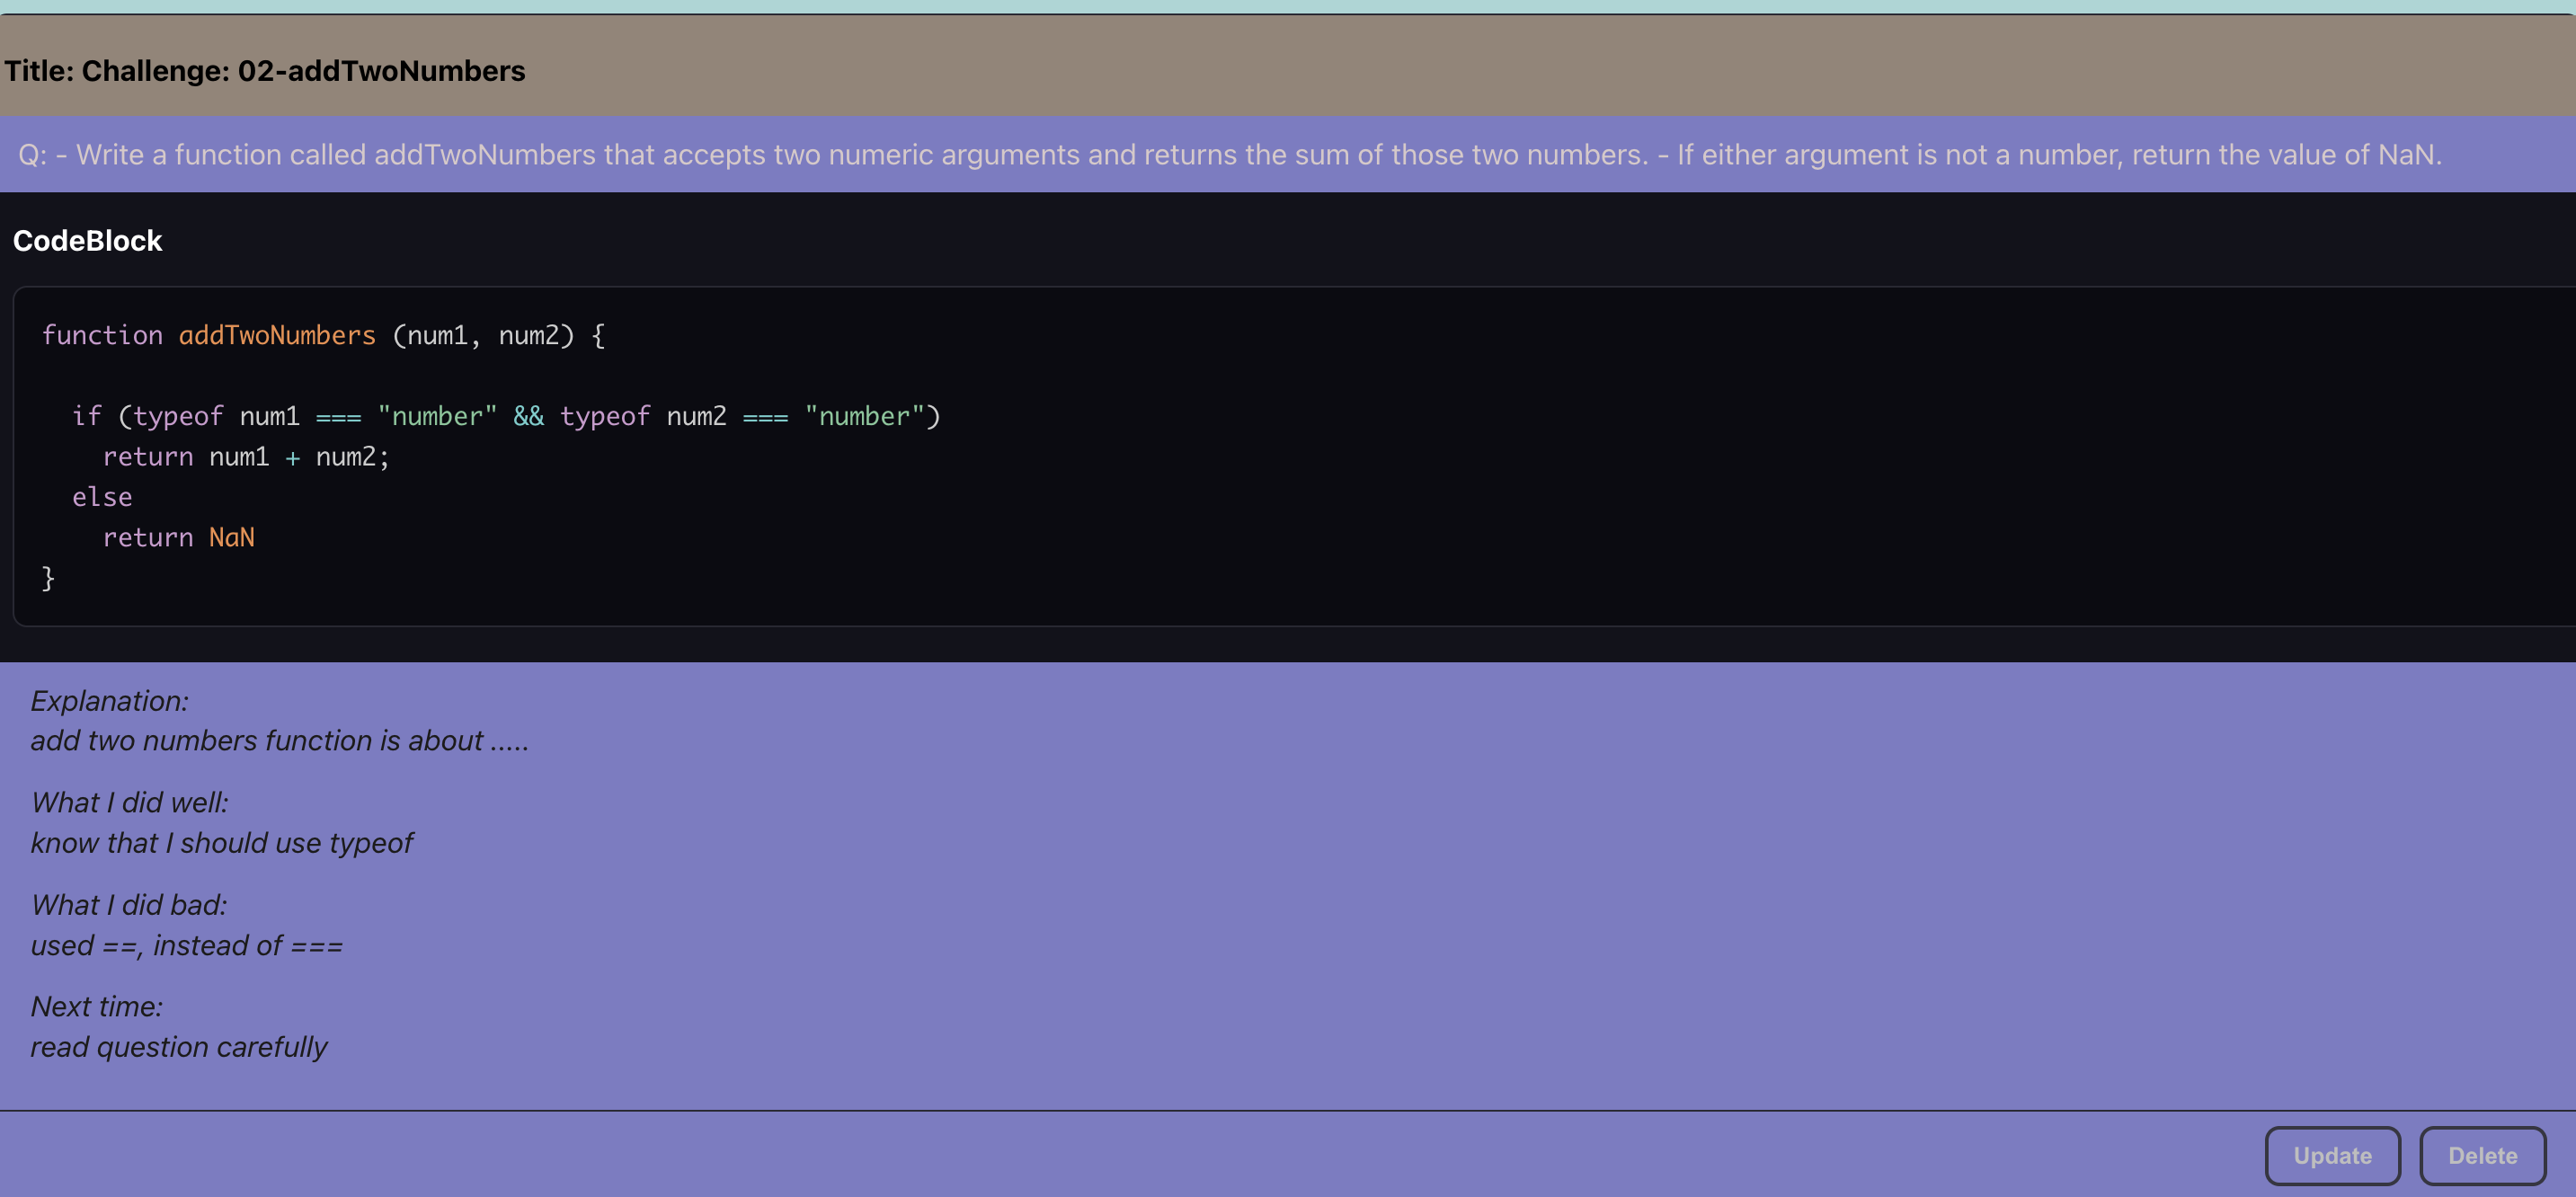 Title: Challenge: 02-addTwoNumbers
Q: - Write a function called addTwoNumbers that accepts two numeric arguments and returns the sum of those two numbers. - If either argument is not a number, return the value of NaN.
CodeBlock
function addTwoNumbers (num1, num2) {
if (typeof num1 === "number" && typeof num2 === "number")
return num1 + num2;
else
return NaN
}
Explanation:
add two numbers function is about .....
What I did well:
know that I should use typeof
What I did bad:
used ==, instead of ===
Next time:
read question carefully
Update Delete